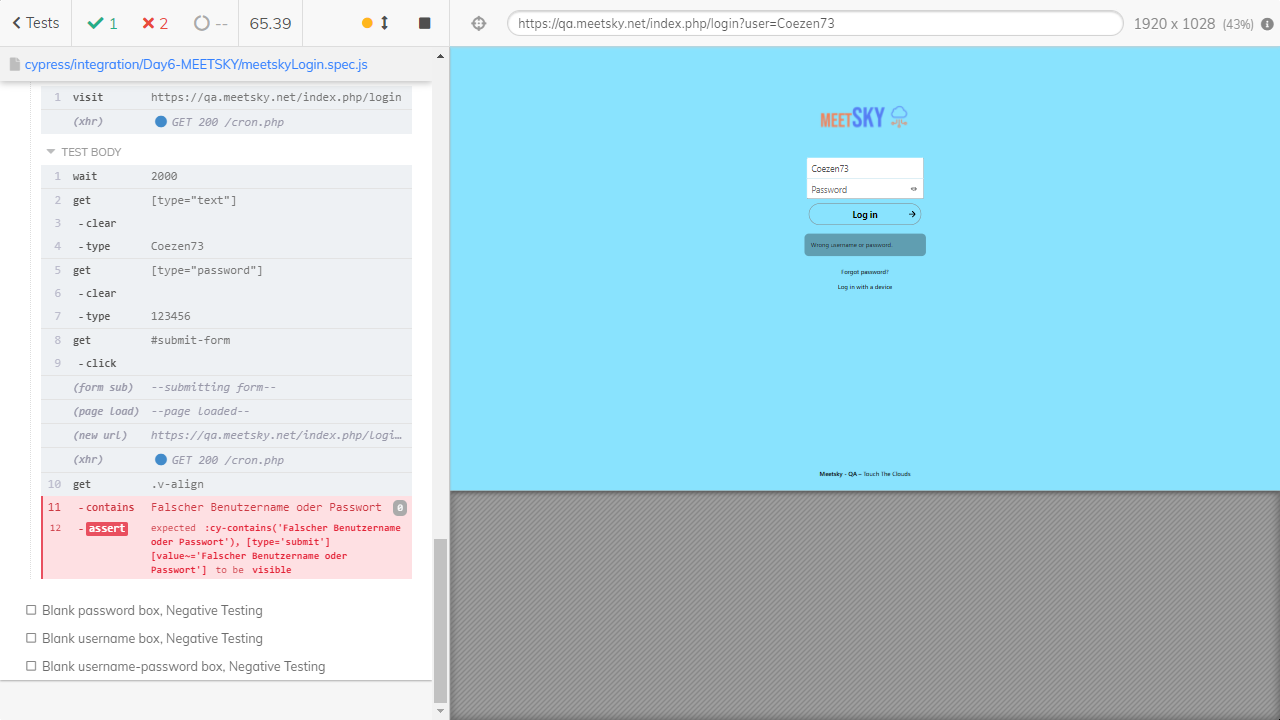 Tests
1
2
--
65.39
https://qa.meetsky.net/index.php/login?user=Coezen73
1920 x 1028 (43%)
cypress/integration/Day6-MEETSKY/meetskyLogin.spec.js
1 visit https://qa.meetsky.net/index.php/login
(xhr) GET 200 /cron.php
TEST BODY
1 wait 2000
2 get [type="text"]
3 - clear
4 - type Coezen73
5 get [type="password"]
6 - clear
7 - type 123456
8 get #submit-form
9 - click
(form sub) --submitting form--
(page load) --page loaded--
(new url) https://qa.meetsky.net/index.php/logi…
(xhr) GET 200 /cron.php
10 get .v-align
11 - contains Falscher Benutzername oder Passwort 0
12 - assert expected :cy-contains('Falscher Benutzername
oder Passwort'), [type='submit']
[value~='Falscher Benutzername oder
Passwort'] to be visible
Blank password box, Negative Testing
Blank username box, Negative Testing
Blank username-password box, Negative Testing
MEETSKY
Coezen73
Password
Log in
Wrong username or password.
Forgot password?
Log in with a device
Meetsky - QA – Touch The Clouds